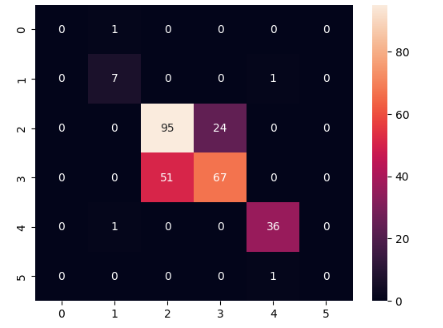 0 0 1 0 0 0 0
1 0 7 0 0 1 0
2 0 0 95 24 0 0
3 0 0 51 67 0 0
4 0 1 0 0 36 0
5 0 0 0 0 1 0
0 1 2 3 4 5
80
60
40
20
0